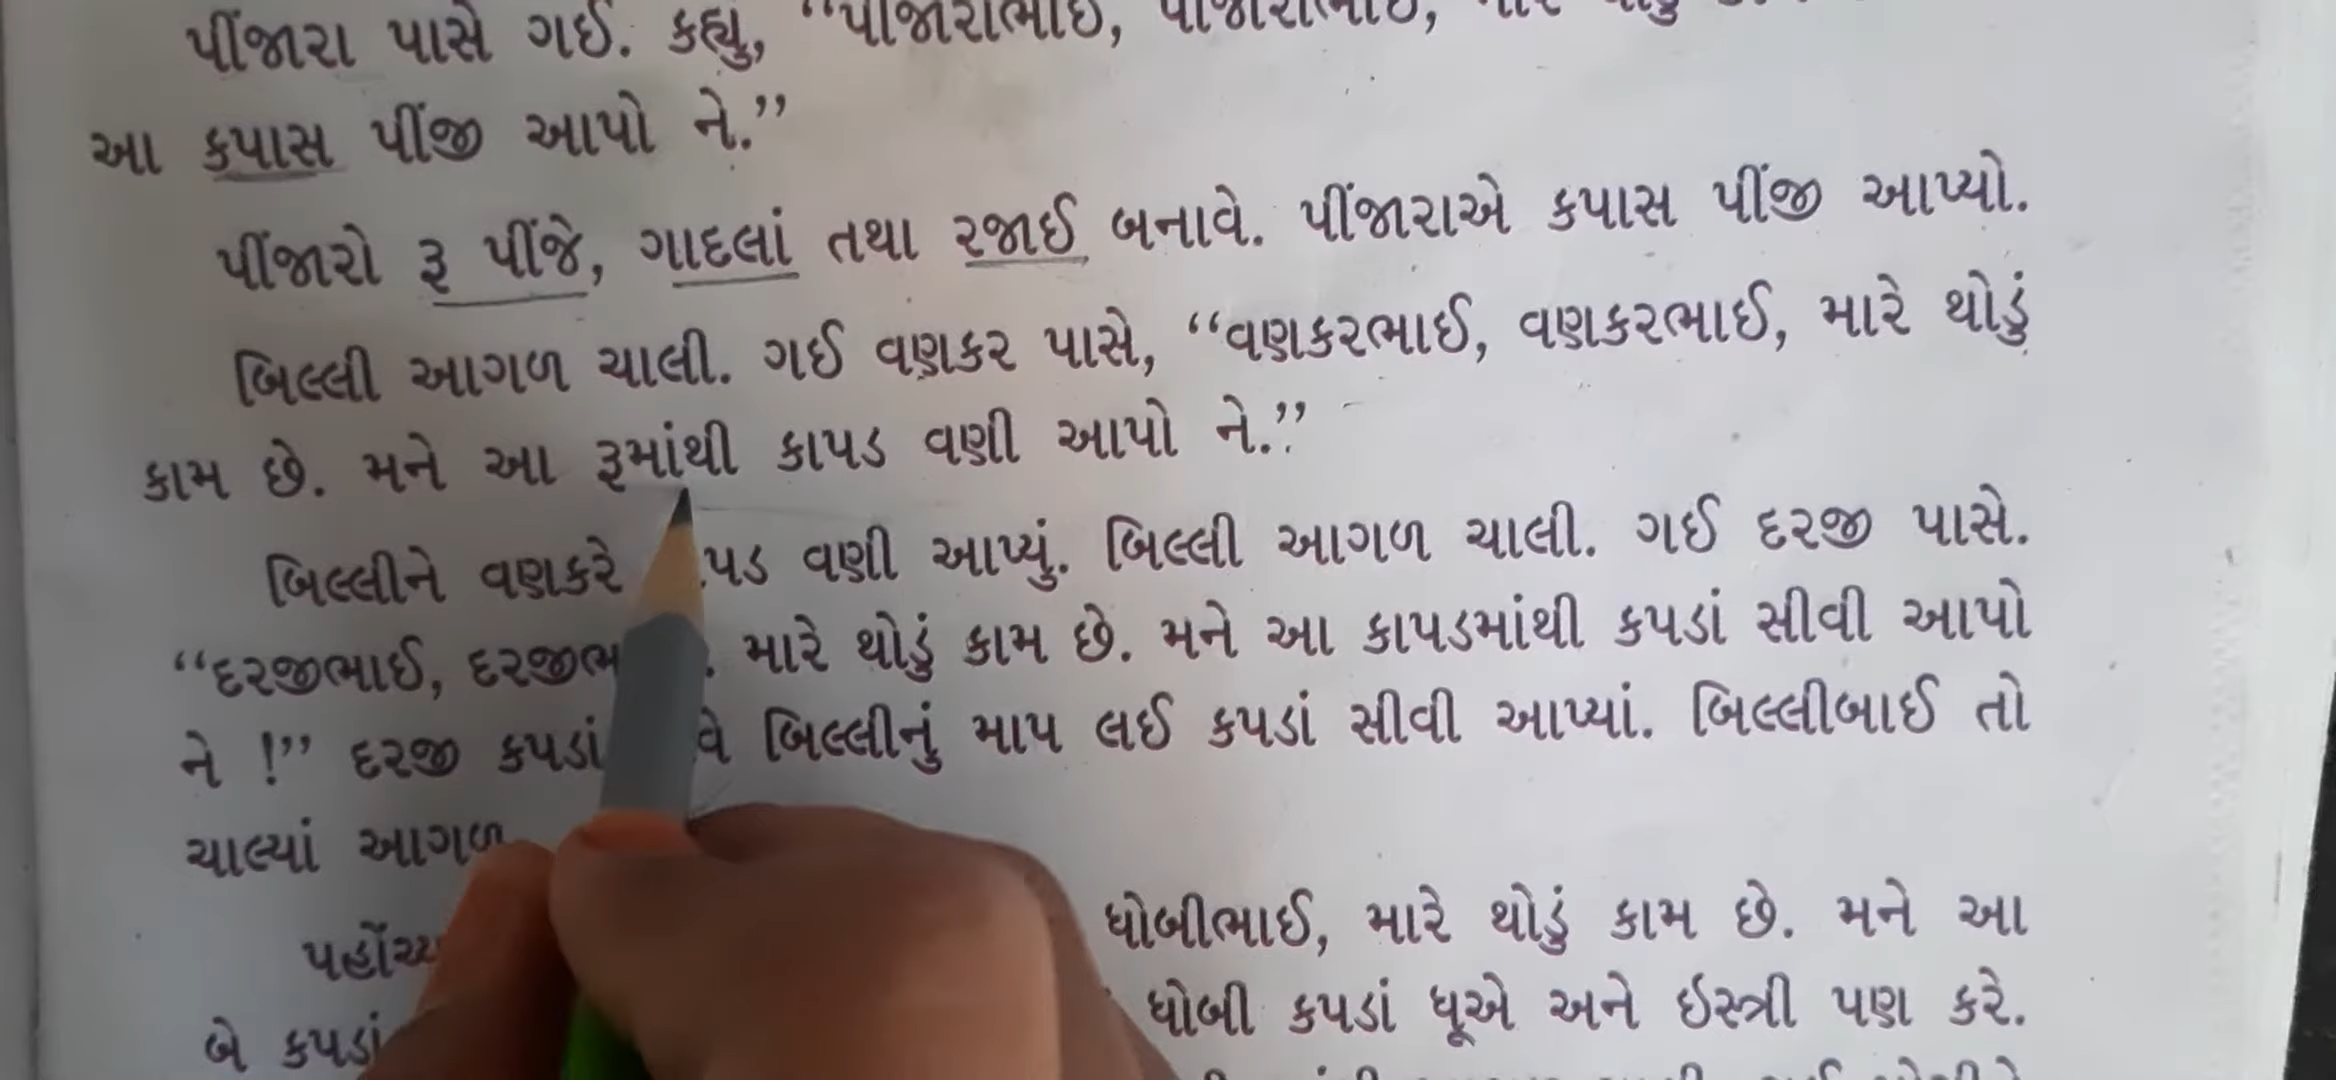 પીંજારા પાસે ગઈ. કહ્યું, “પીંજારાભાઈ, પીંજારાભાઈ,
આ કપાસ પીંજી આપો ને.”
પીંજારો રૂ પીંજે, ગાદલાં તથા રજાઈ બનાવે. પીંજારાએ કપાસ પીંજી આપ્યો.
બિલ્લી આગળ ચાલી. ગઈ વણકર પાસે, “વણકરભાઈ, વણકરભાઈ, મારે થોડું
કામ છે. મને આ રૂમાંથી કાપડ વણી આપો ને.”
બિલ્લીને વણકરે વણી આપ્યું. બિલ્લી આગળ ચાલી. ગઈ દરજી પાસે.
“દરજીભાઈ, મારે થોડું કામ છે. મને આ કાપડમાંથી કપડાં સીવી આપો
ને !” દરજી કપડાં બિલ્લીનું માપ લઈ કપડાં સીવી આપ્યાં. બિલ્લીબાઈ તો
ચાલ્યાં આગળ
ધોબીભાઈ, મારે થોડું કામ છે. મને આ
બે કપડાં ધોબી કપડાં ધૂએ અને ઇસ્ત્રી પણ કરે.